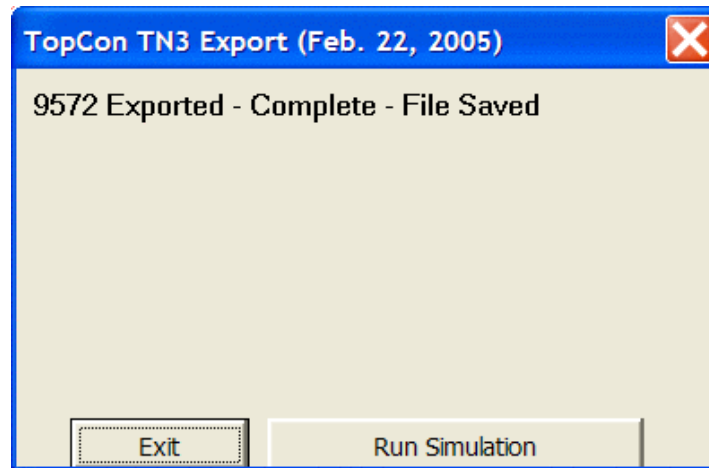 TopCon TN3 Export (Feb. 22, 2005)
9572 Exported - Complete - File Saved
Exit
Run Simulation